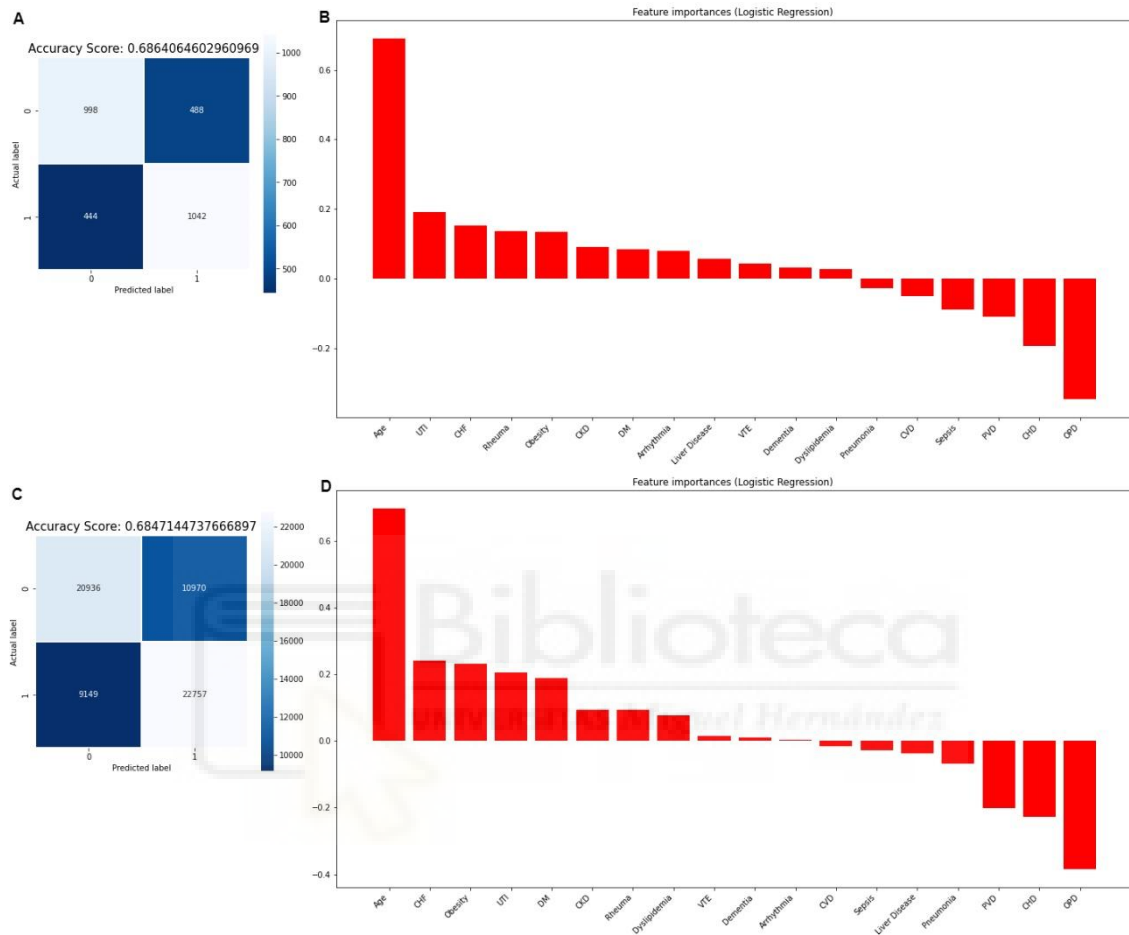 A
Accuracy Score: 0.6864064602960969
998 488
444 1042
0
1
Actual label
0 1
Predicted label
1000
900
800
700
600
500
B
Feature importances (Logistic Regression)
0.6
0.4
0.2
0.0
−0.2
Age UTI CHF Rheuma Obesity CKD DM Arrhythmia Liver Disease VTE Dementia Dyslipidemia Pneumonia CVD Sepsis PVD CHD OPD
C
Accuracy Score: 0.6847144737666897
20936 10970
9149 22757
0
1
Actual label
0 1
Predicted label
22000
20000
18000
16000
14000
12000
10000
D
Feature importances (Logistic Regression)
0.6
0.4
0.2
0.0
−0.2
−0.4
Age CHF Obesity UTI DM CKD Rheuma Dyslipidemia VTE Dementia Arrhythmia CVD Sepsis Liver Disease Pneumonia PVD CHD OPD
Biblioteca
UNIVERSITAS Miguel Hernández